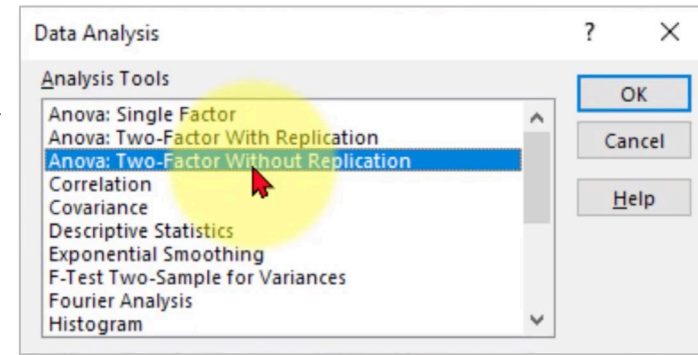 Data Analysis ? ×
Analysis Tools
Anova: Single Factor
Anova: Two-Factor With Replication
Anova: Two-Factor Without Replication
Correlation
Covariance
Descriptive Statistics
Exponential Smoothing
F-Test Two-Sample for Variances
Fourier Analysis
Histogram
OK
Cancel
Help